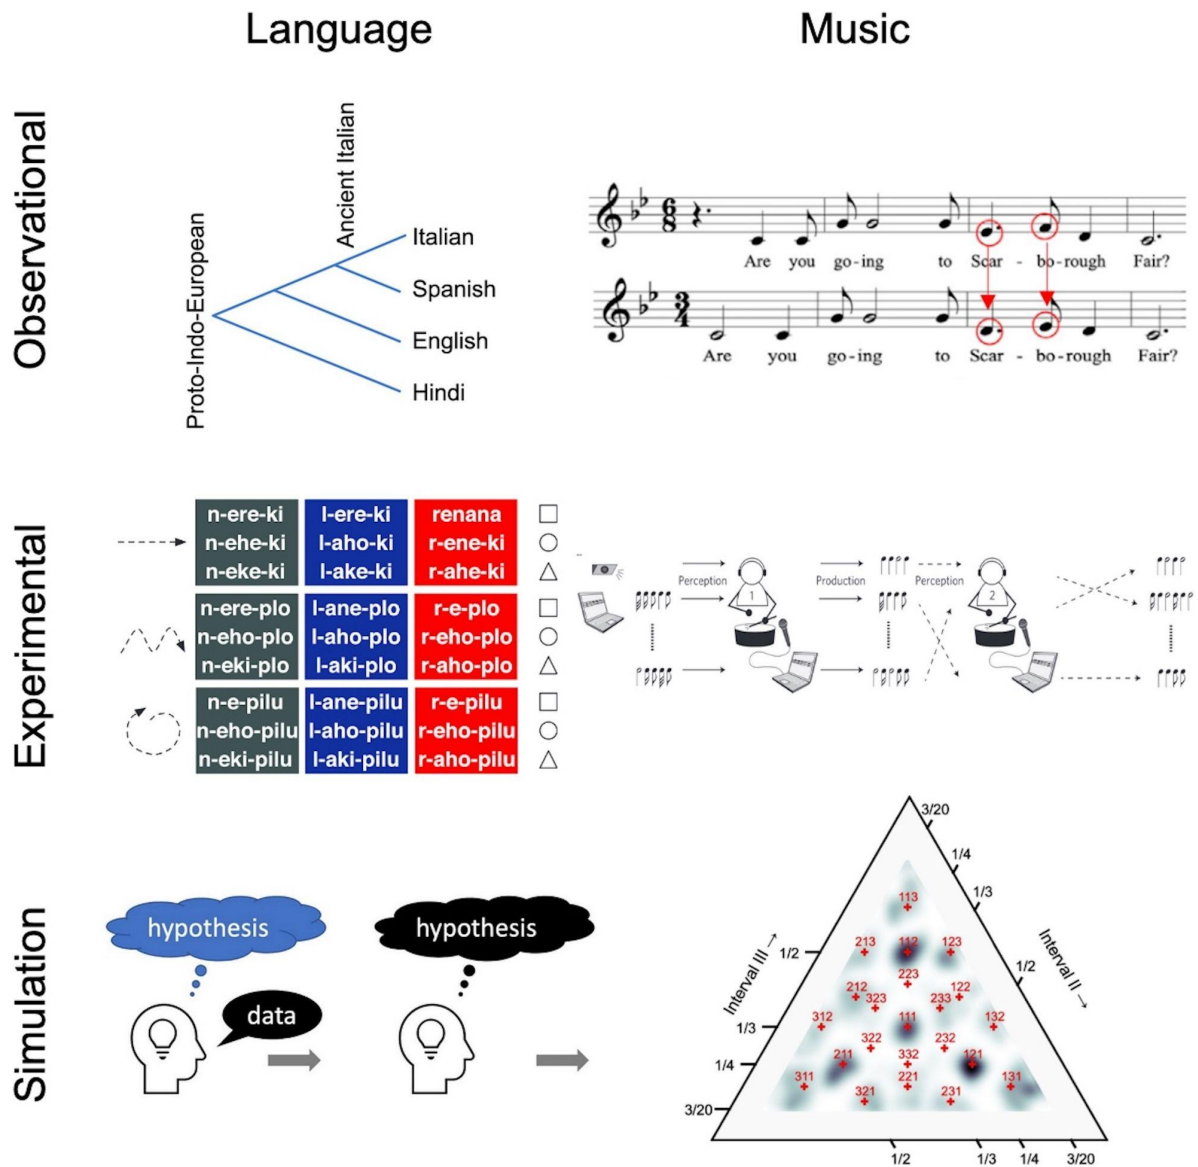 Language
Music
Observational
Proto-Indo-European
Ancient Italian
Italian
Spanish
English
Hindi
6
8
Are you go-ing to Scar - bo-rough Fair?
3
4
Are you go-ing to Scar - bo-rough Fair?
Experimental
n-ere-ki l-ere-ki renana
n-ehe-ki l-aho-ki r-ene-ki
n-eke-ki l-ake-ki r-ahe-ki
n-ere-plo l-ane-plo r-e-plo
n-eho-plo l-aho-plo r-eho-plo
n-eki-plo l-aki-plo r-aho-plo
n-e-pilu l-ane-pilu r-e-pilu
n-eho-pilu l-aho-pilu r-eho-pilu
n-eki-pilu l-aki-pilu r-aho-pilu
Perception
1
Production
Perception
2
Simulation
hypothesis
data
hypothesis
Interval III →
Interval II →
3/20
1/4
1/3
1/2
1/2
1/3
1/4
3/20
1/2
1/3
1/4
3/20
113
213 112 123
223
212 122
323 233
312 111 132
322 232
211 332 121
311 221 131
321 231